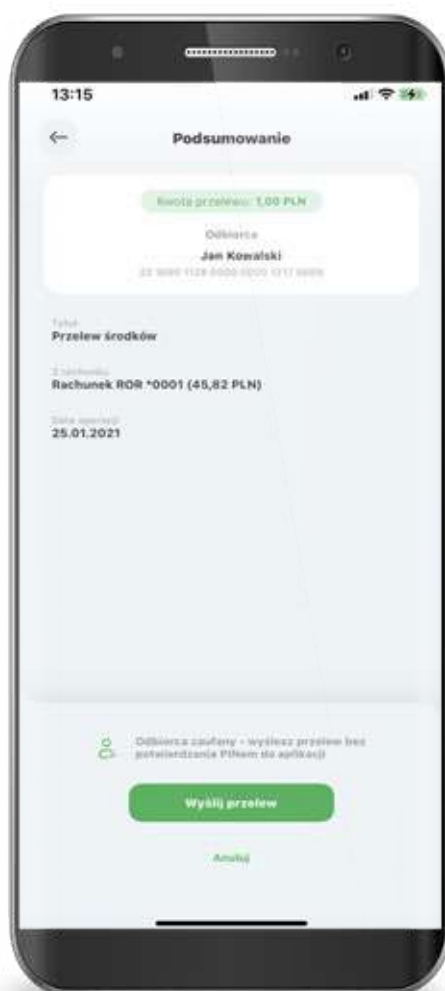 13:15
Podsumowanie
Kwota przelewu: 1,00 PLN
Odbiorca
Jan Kowalski
Tytuł
Przelew środków
Z rachunku
Rachunek ROR *0001 (45,82 PLN)
Data operacji
25.01.2021
Odbiorca zaufany - wyślesz przelew bez
potwierdzania PINem do aplikacji
Wyślij przelew
Anuluj